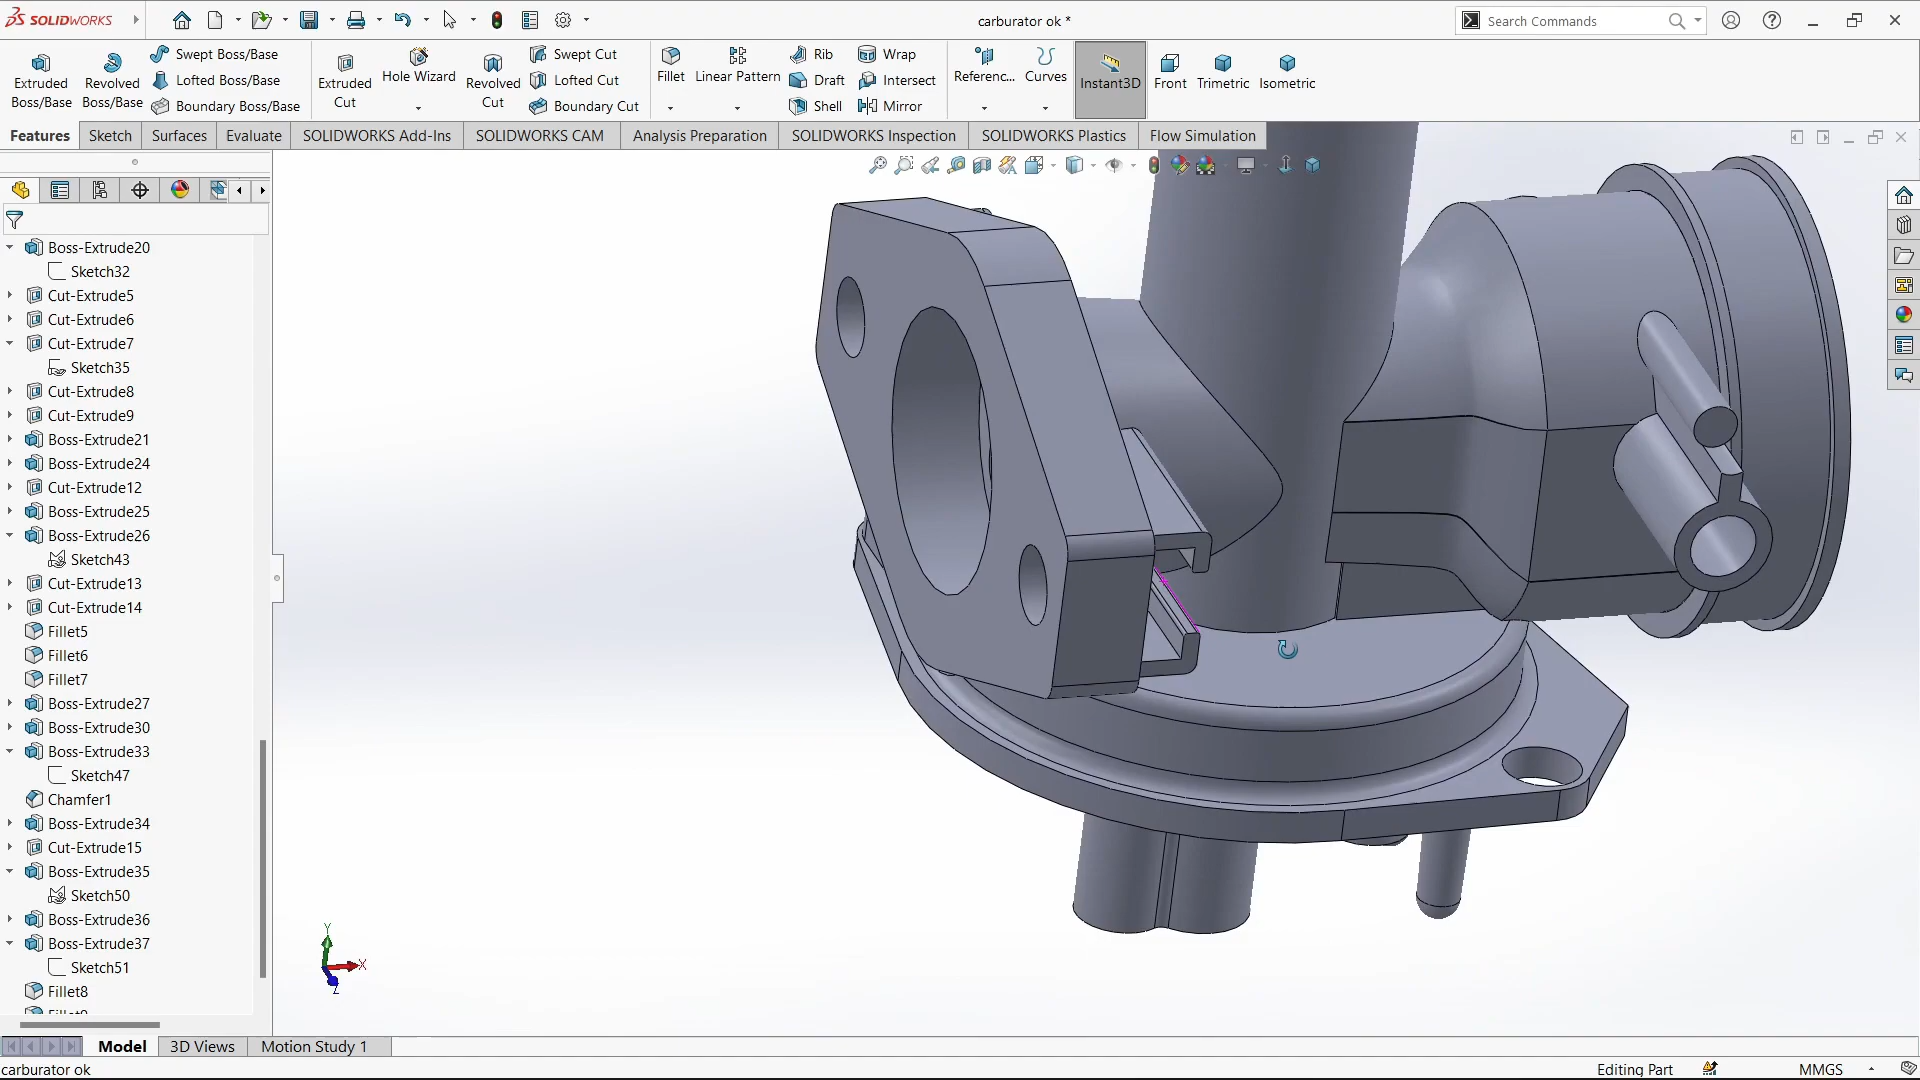 SOLIDWORKS
carburator ok *
Search Commands
Extruded Boss/Base
Revolved Boss/Base
Swept Boss/Base
Lofted Boss/Base
Boundary Boss/Base
Extruded Cut
Hole Wizard
Revolved Cut
Swept Cut
Lofted Cut
Boundary Cut
Fillet
Linear Pattern
Rib
Draft
Shell
Wrap
Intersect
Mirror
Referenc...
Curves
Instant3D
Front
Trimetric
Isometric
Features
Sketch
Surfaces
Evaluate
SOLIDWORKS Add-Ins
SOLIDWORKS CAM
Analysis Preparation
SOLIDWORKS Inspection
SOLIDWORKS Plastics
Flow Simulation
Boss-Extrude20
Sketch32
Cut-Extrude5
Cut-Extrude6
Cut-Extrude7
Sketch35
Cut-Extrude8
Cut-Extrude9
Boss-Extrude21
Boss-Extrude24
Cut-Extrude12
Boss-Extrude25
Boss-Extrude26
Sketch43
Cut-Extrude13
Cut-Extrude14
Fillet5
Fillet6
Fillet7
Boss-Extrude27
Boss-Extrude30
Boss-Extrude33
Sketch47
Chamfer1
Boss-Extrude34
Cut-Extrude15
Boss-Extrude35
Sketch50
Boss-Extrude36
Boss-Extrude37
Sketch51
Fillet8
Y
X
Z
Model
3D Views
Motion Study 1
carburator ok
Editing Part
MMGS